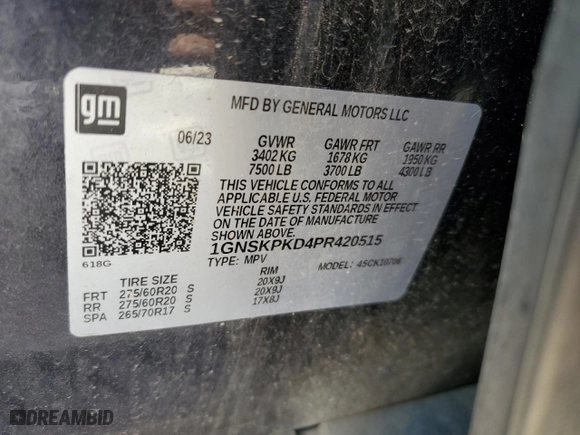 gm
MFD BY GENERAL MOTORS LLC
06/23 GVWR GAWR FRT GAWR RR
3402 KG 1678 KG 1950 KG
7500 LB 3700 LB 4300 LB
THIS VEHICLE CONFORMS TO ALL
APPLICABLE U.S. FEDERAL MOTOR
VEHICLE SAFETY STANDARDS IN EFFECT
ON THE DATE OF MANUFACTURE
SHOWN ABOVE.
1GNSKPKD4PR420515
618G TYPE: MPV MODEL: 4SCK10706
TIRE SIZE RIM
FRT 275/60R20 S 20X9J
RR 275/60R20 S 20X9J
SPA 265/70R17 S 17X8J
DREAMBID